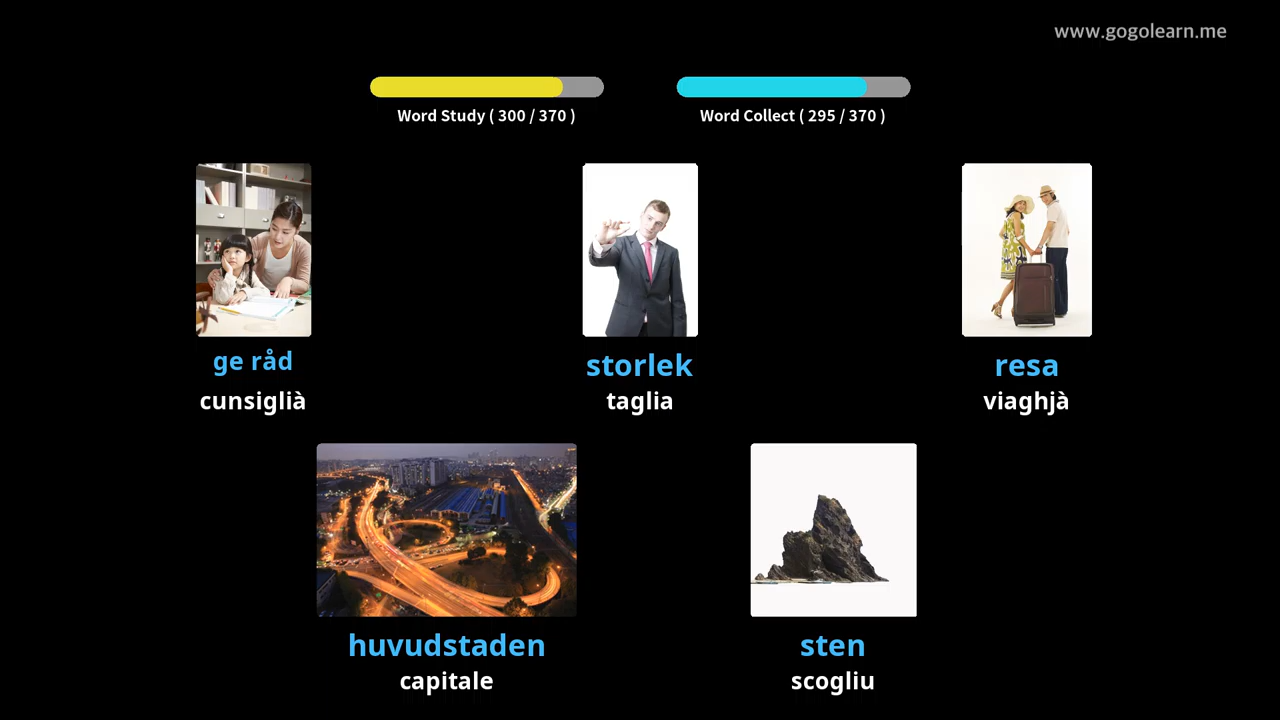 www.gogolearn.me
Word Study ( 300 / 370 )
Word Collect ( 295 / 370 )
ge råd
cunsiglià
storlek
taglia
resa
viaghjà
huvudstaden
capitale
sten
scogliu